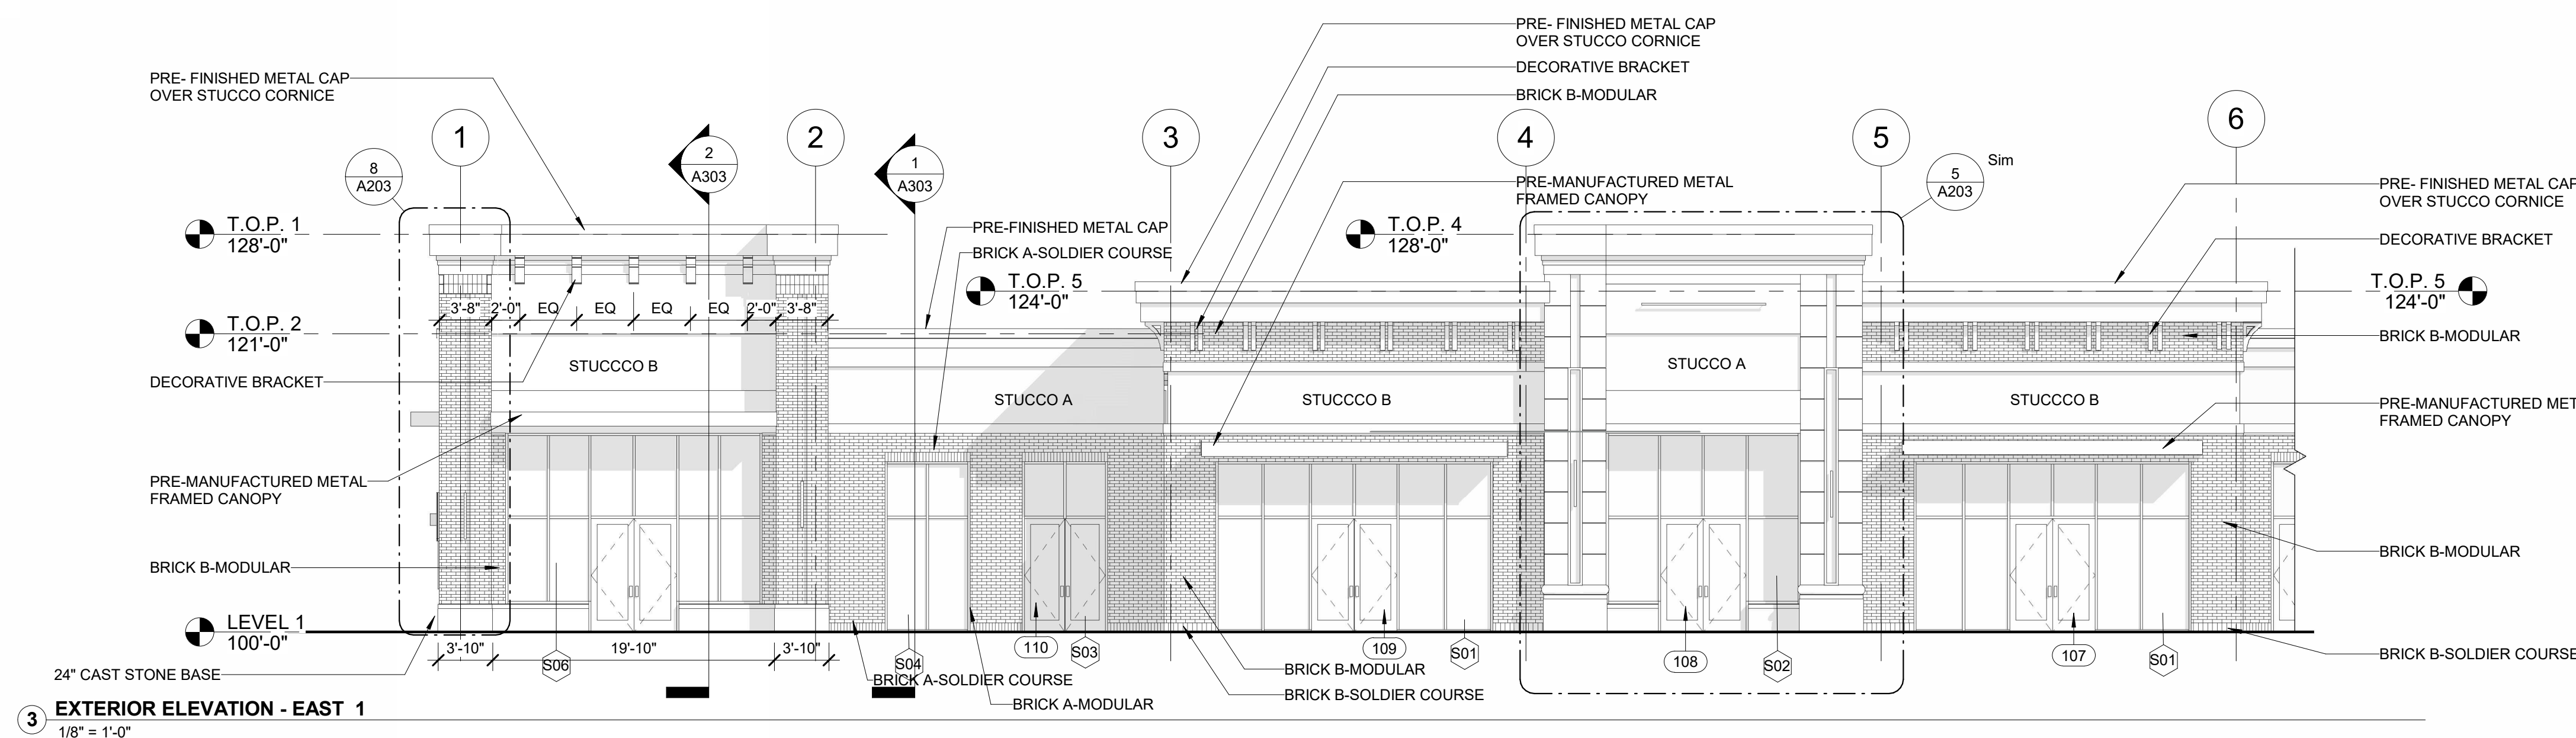 PRE- FINISHED METAL CAP
OVER STUCCO CORNICE
DECORATIVE BRACKET
BRICK B-MODULAR
PRE- FINISHED METAL CAP
OVER STUCCO CORNICE
1
2
3
4
5
6
2
A303
1
A303
8
A203
5
A203
Sim
PRE-MANUFACTURED METAL
FRAMED CANOPY
PRE- FINISHED METAL CAP
OVER STUCCO CORNICE
T.O.P. 1
128'-0"
PRE-FINISHED METAL CAP
BRICK A-SOLDIER COURSE
T.O.P. 4
128'-0"
DECORATIVE BRACKET
T.O.P. 5
124'-0"
T.O.P. 5
124'-0"
3'-8"
2'-0"
EQ
EQ
EQ
EQ
2'-0"
3'-8"
T.O.P. 2
121'-0"
BRICK B-MODULAR
STUCCCO B
STUCCO A
DECORATIVE BRACKET
STUCCO A
STUCCCO B
STUCCCO B
PRE-MANUFACTURED MET
FRAMED CANOPY
PRE-MANUFACTURED METAL
FRAMED CANOPY
BRICK B-MODULAR
BRICK B-MODULAR
LEVEL 1
100'-0"
3'-10"
19'-10"
3'-10"
S06
S04
110
S03
109
S01
108
S02
107
S01
BRICK B-SOLDIER COURSE
24" CAST STONE BASE
BRICK A-SOLDIER COURSE
BRICK A-MODULAR
BRICK B-MODULAR
BRICK B-SOLDIER COURSE
3
EXTERIOR ELEVATION - EAST 1
1/8" = 1'-0"